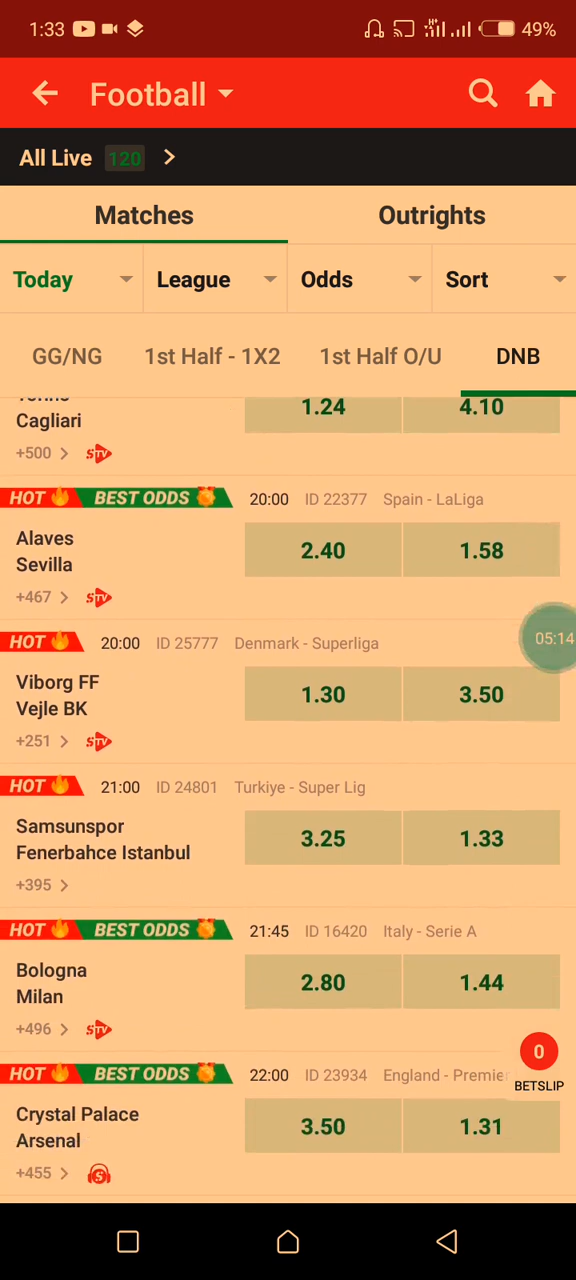 1:33 49%
Football
All Live 120
Matches Outrights
Today League Odds Sort
GG/NG 1st Half - 1X2 1st Half O/U DNB
1.24 4.10
Cagliari
+500 STV
HOT BEST ODDS 20:00 ID 22377 Spain - LaLiga
Alaves
2.40 1.58
Sevilla
+467 STV
HOT 20:00 ID 25777 Denmark - Superliga
05:14
Viborg FF
1.30 3.50
Vejle BK
+251 STV
HOT 21:00 ID 24801 Turkiye - Super Lig
Samsunspor
3.25 1.33
Fenerbahce Istanbul
+395
HOT BEST ODDS 21:45 ID 16420 Italy - Serie A
Bologna
2.80 1.44
Milan
+496 STV
0
BETSLIP
HOT BEST ODDS 22:00 ID 23934 England - Premier
Crystal Palace
3.50 1.31
Arsenal
+455 S